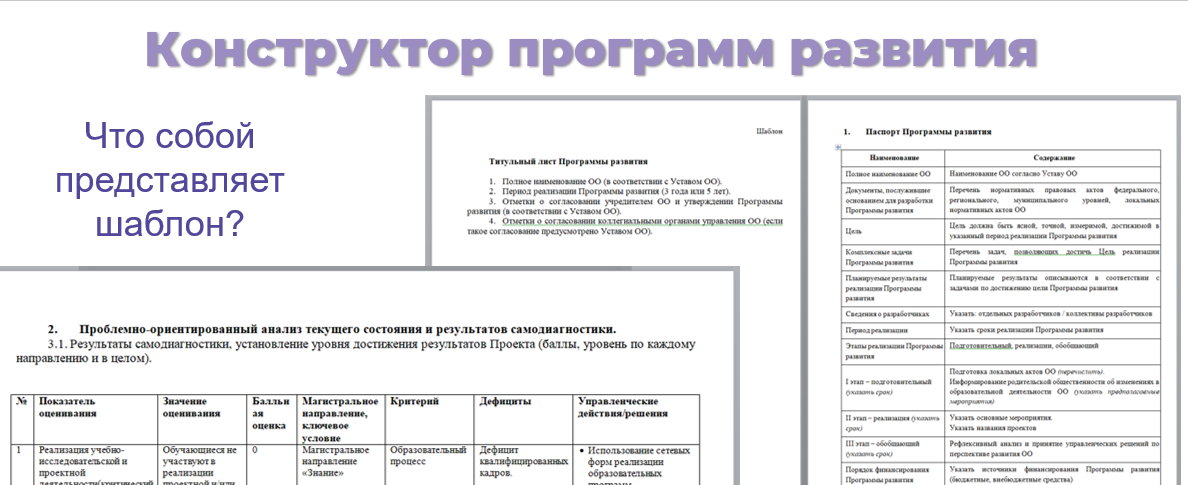 Конструктор программ развития
Что собой
представляет
шаблон?
Шаблон
Титульный лист Программы развития
1. Полное наименование ОО (в соответствии с Уставом ОО).
2. Период реализации Программы развития (3 года или 5 лет).
3. Отметки о согласовании учредителем ОО и утверждении Программы
развития (в соответствии с Уставом ОО).
4. Отметки о согласовании коллегиальными органами управления ОО (если
такое согласование предусмотрено Уставом ОО).
1. Паспорт Программы развития
Наименование Содержание
Полное наименование ОО Наименование ОО согласно Уставу ОО
Документы, послужившие
основанием для разработки
Программы развития
Перечень нормативных правовых актов федерального,
регионального, муниципального уровней, локальных
нормативных актов ОО
Цель
Цель должна быть ясной, точной, измеримой, достижимой в
указанный период реализации Программы развития
Комплексные задачи
Программы развития
Перечень задач, позволяющих достичь Цель реализации
Программы развития
Планируемые результаты
реализации Программы
развития
Планируемые результаты описываются в соответствии с
задачами по достижению цели Программы развития
Сведения о разработчиках Указать: отдельных разработчиков / коллективы разработчиков
Период реализации Указать сроки реализации Программы развития
Этапы реализации Программы
развития
Подготовительный, реализации, обобщающий
I этап – подготовительный
(указать срок)
Подготовка локальных актов ОО (перечислить).
Информирование родительской общественности об изменениях в
образовательной деятельности ОО (указать предполагаемые
мероприятия)
II этап – реализация (указать
срок)
Указать основные мероприятия.
Указать названия проектов
III этап – обобщающий
(указать срок)
Рефлексивный анализ и принятие управленческих решений по
перспективе развития ОО
Порядок финансирования
Программы развития
Указать источники финансирования Программы развития
(бюджетные, внебюджетные средства)
2. Проблемно-ориентированный анализ текущего состояния и результатов самодиагностики.
3.1. Результаты самодиагностики, установление уровня достижения результатов Проекта (баллы, уровень по каждому
направлению и в целом).
№
Показатель
оценивания
Значение
оценивания
Балльн
ая
оценка
Магистральное
направление,
ключевое
условие
Критерий
Дефициты
Управленческие
действия/решения
1
Реализация учебно-
исследовательской и
проектной
деятельности(критический
Обучающиеся не
участвуют в
реализации
проектной и/или
0
Магистральное
направление
«Знание»
Образовательный
процесс
Дефицит
квалифицированных
кадров.
• Использование сетевых
форм реализации
образовательных
программ